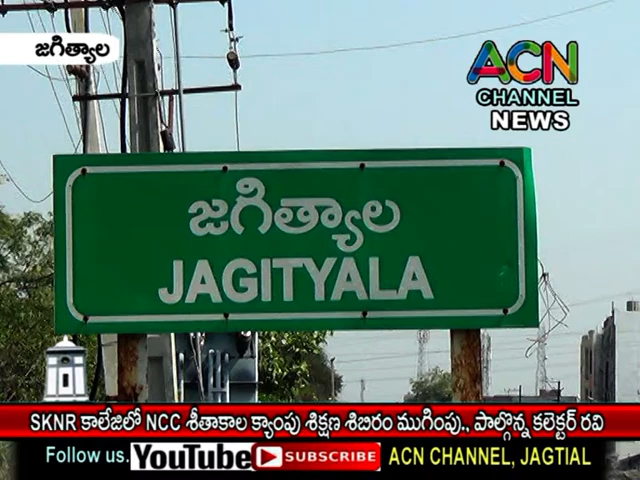 జగిత్యాల
ACN
CHANNEL
NEWS
జగిత్యాల
JAGITYALA
SKNR కాలేజిలో NCC శీతాకాల క్యాంపు శిక్షణ శిబిరం ముగింపు., పాల్గొన్న కలెక్టర్ రవి
Follow us. YouTube SUBSCRIBE ACN CHANNEL, JAGTIAL